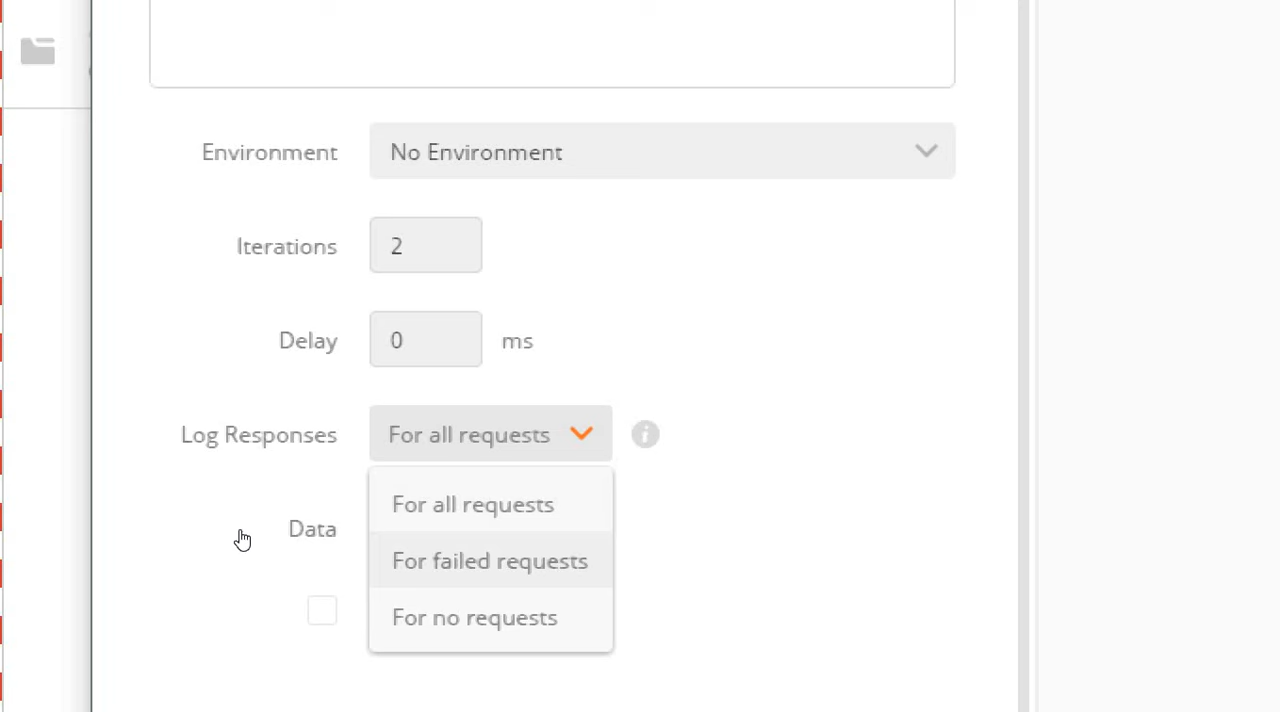 Environment No Environment
Iterations 2
Delay 0 ms
Log Responses For all requests
For all requests
Data
For failed requests
For no requests